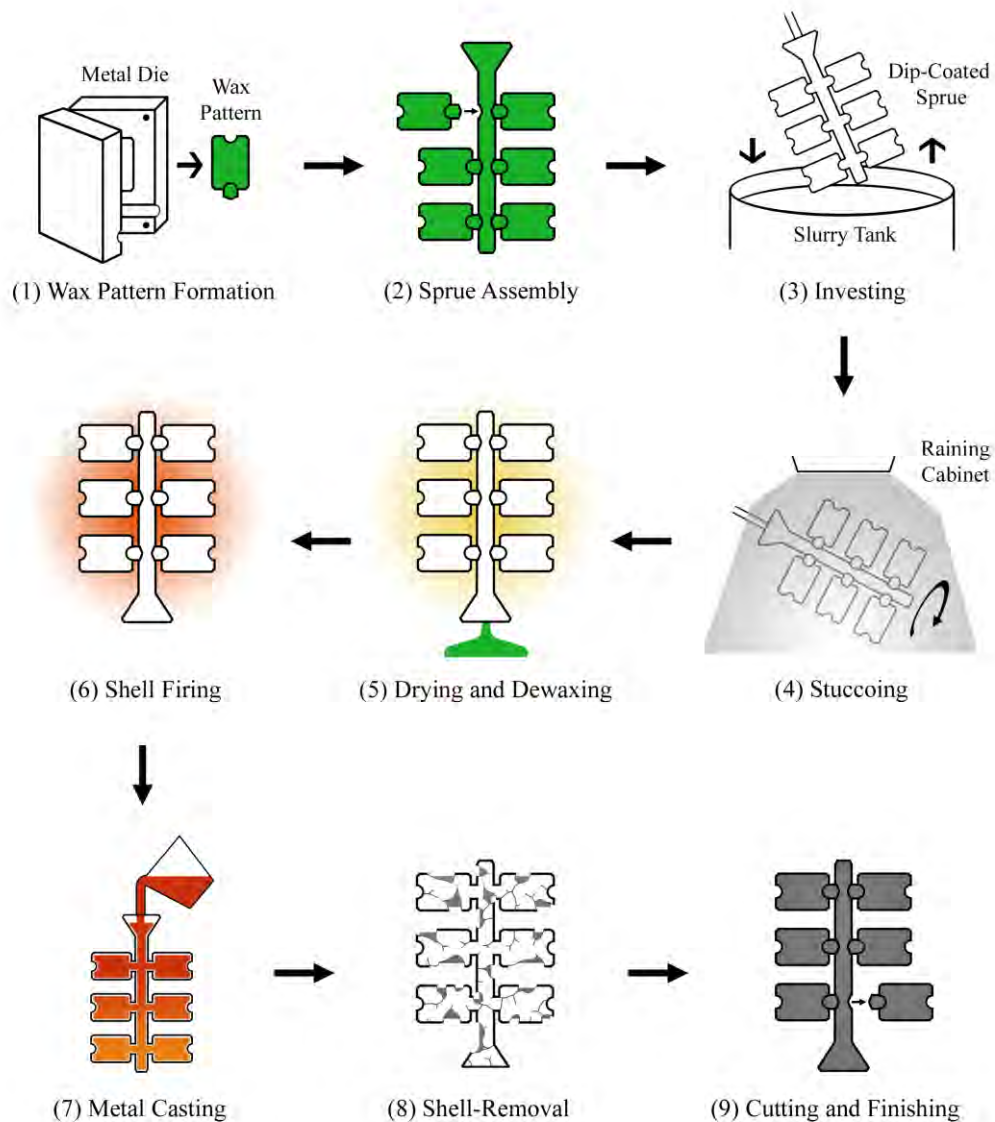 Metal Die
Wax
Pattern
Dip-Coated
Sprue
Slurry Tank
(1) Wax Pattern Formation
(2) Sprue Assembly
(3) Investing
Raining
Cabinet
(6) Shell Firing
(5) Drying and Dewaxing
(4) Stuccoing
(7) Metal Casting
(8) Shell-Removal
(9) Cutting and Finishing